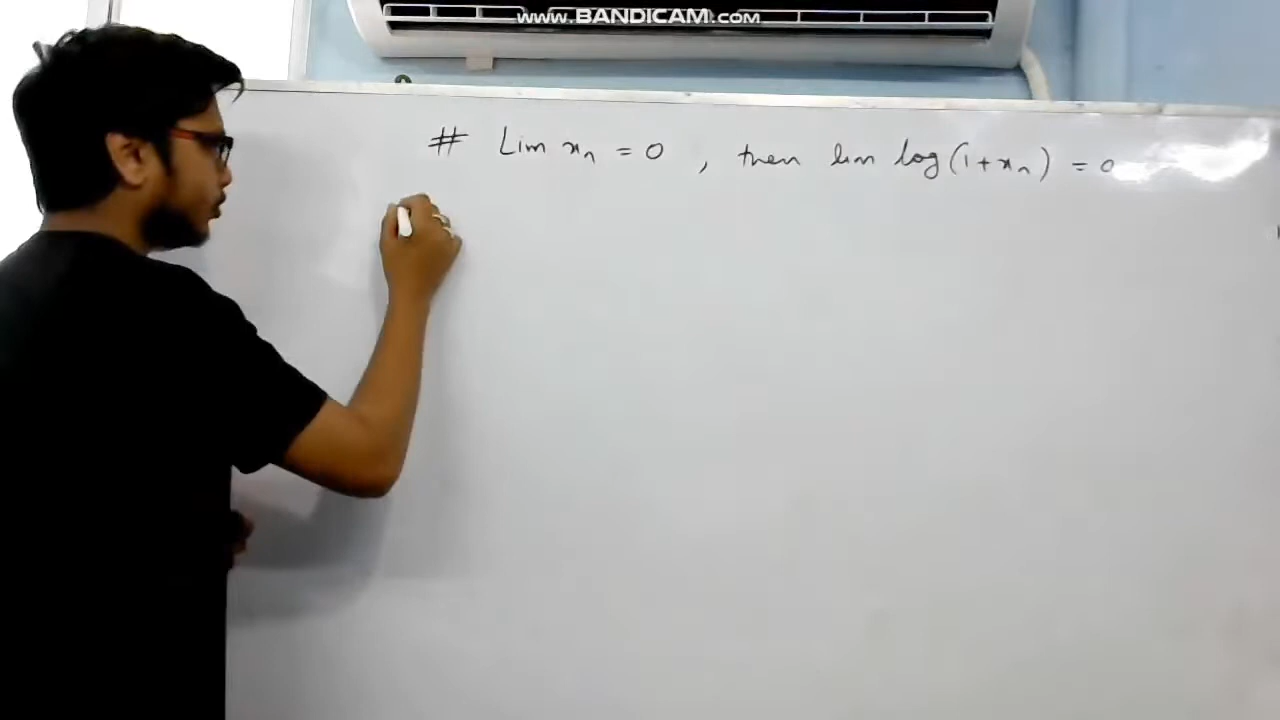 www.BANDICAM.com
# Lim xₙ = 0 , then lim log(1+xₙ) = 0